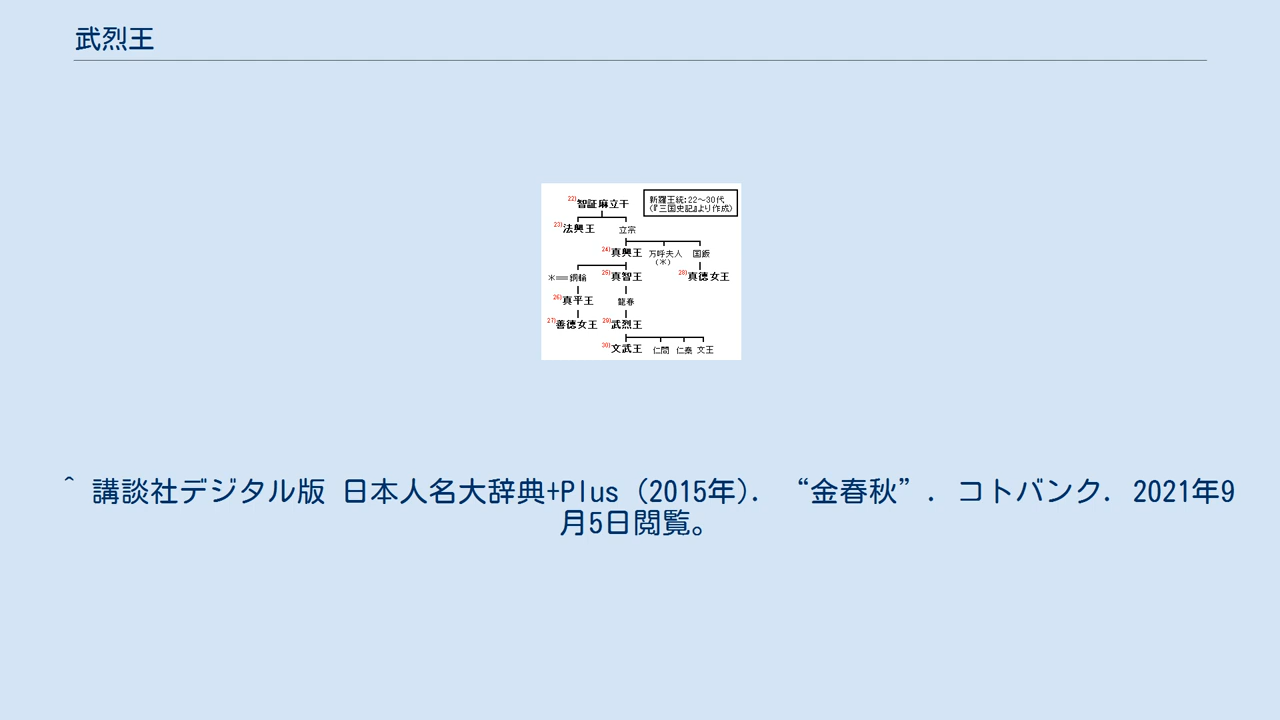 武烈王
新羅王統:22～30代
(『三国史記』より作成)
22)智証麻立干
23)法興王 立宗
24)真興王 万呼夫人 国飯
(※)
※══銅輪 25)真智王 28)真徳女王
26)真平王 龍春
27)善徳女王 29)武烈王
30)文武王 仁問 仁泰 文王
^ 講談社デジタル版 日本人名大辞典+Plus (2015年). “金春秋”. コトバンク. 2021年9
月5日閲覧。